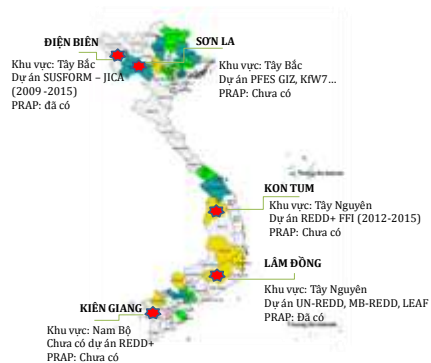 ĐIỆN BIÊN
Khu vực: Tây Bắc
Dự án SUSFORM – JICA
(2009 -2015)
PRAP: đã có
SƠN LA
Khu vực: Tây Bắc
Dự án PFES GIZ, KfW7…
PRAP: Chưa có
KON TUM
Khu vực: Tây Nguyên
Dự án REDD+ FFI (2012-2015)
PRAP: Chưa có
LÂM ĐỒNG
Khu vực: Tây Nguyên
Dự án UN-REDD, MB-REDD, LEAF
PRAP: Đã có
KIÊN GIANG
Khu vực: Nam Bộ
Chưa có dự án REDD+
PRAP: Chưa có